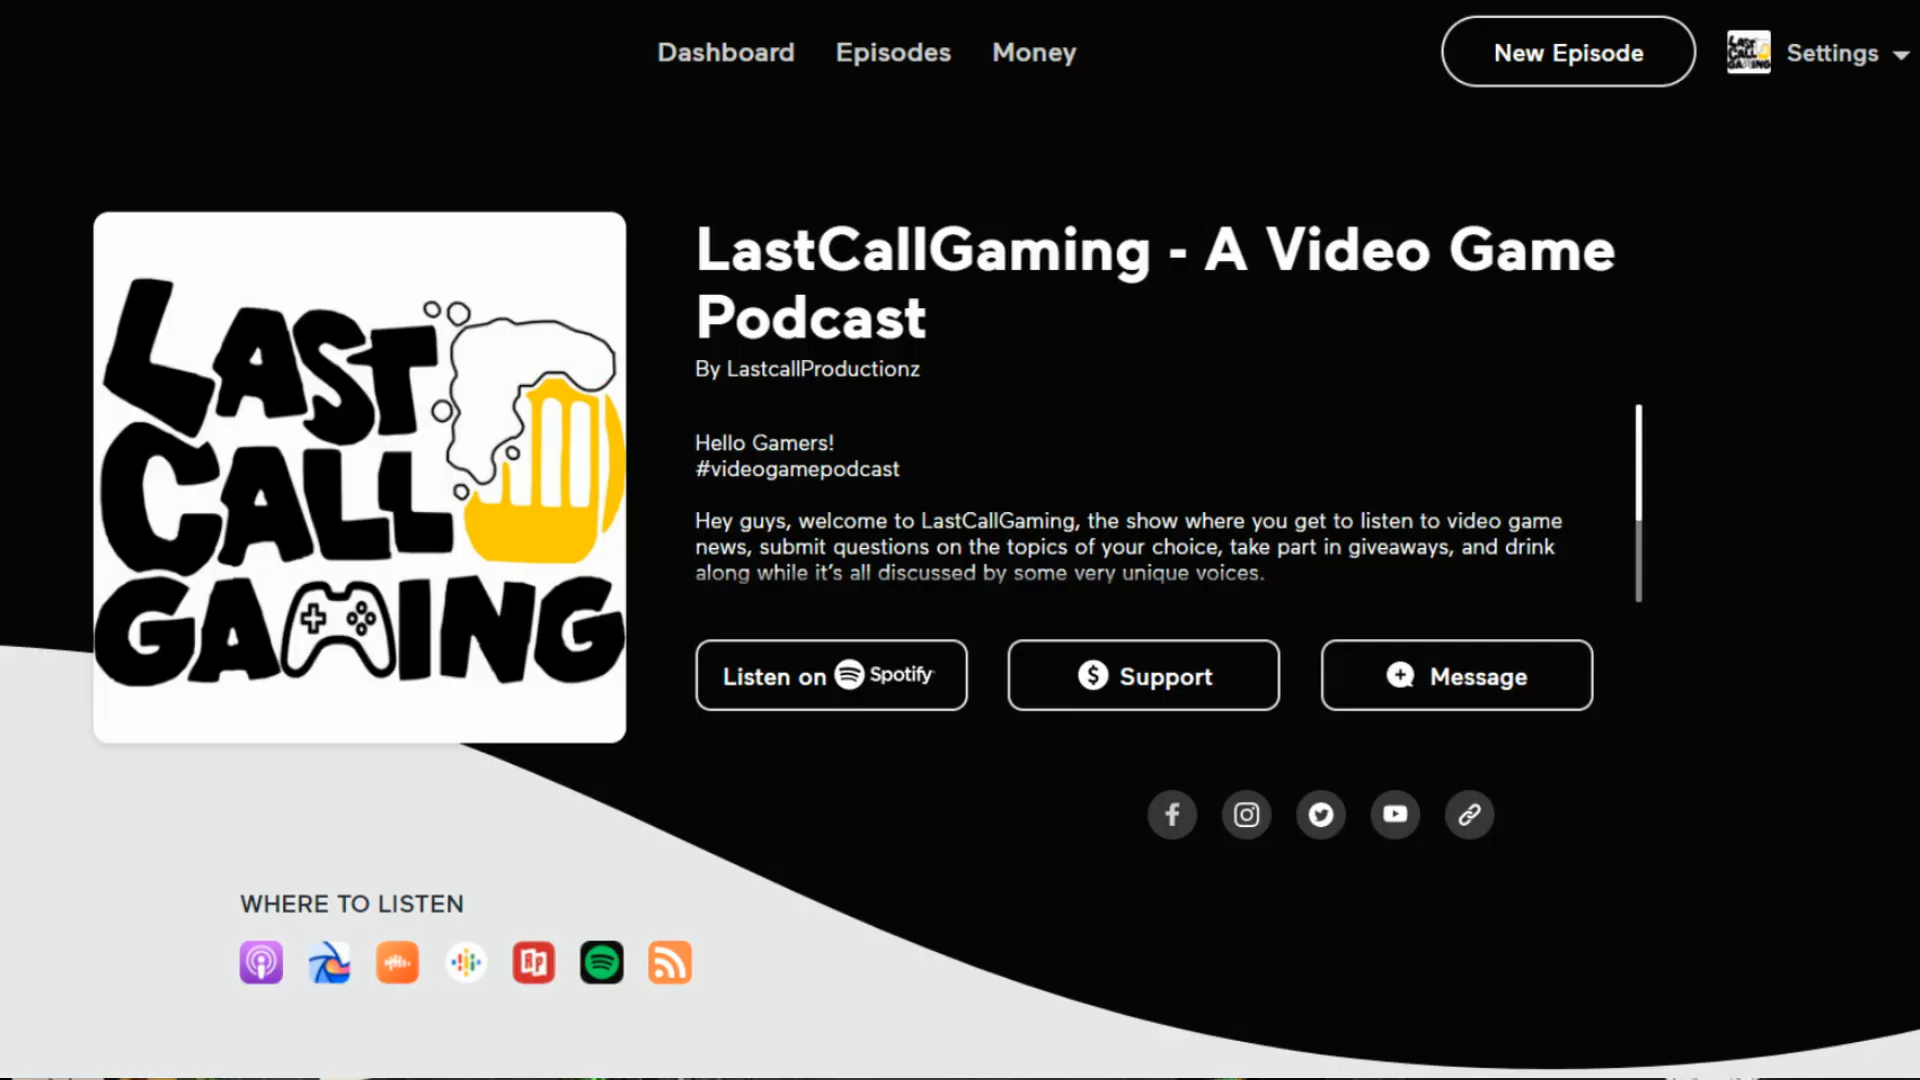 Dashboard Episodes Money New Episode Settings
LAST
CALL
GAMING
LastCallGaming - A Video Game
Podcast
By LastcallProductionz
Hello Gamers!
#videogamepodcast
Hey guys, welcome to LastCallGaming, the show where you get to listen to video game
news, submit questions on the topics of your choice, take part in giveaways, and drink
along while it's all discussed by some very unique voices.
Listen on Spotify Support Message
WHERE TO LISTEN